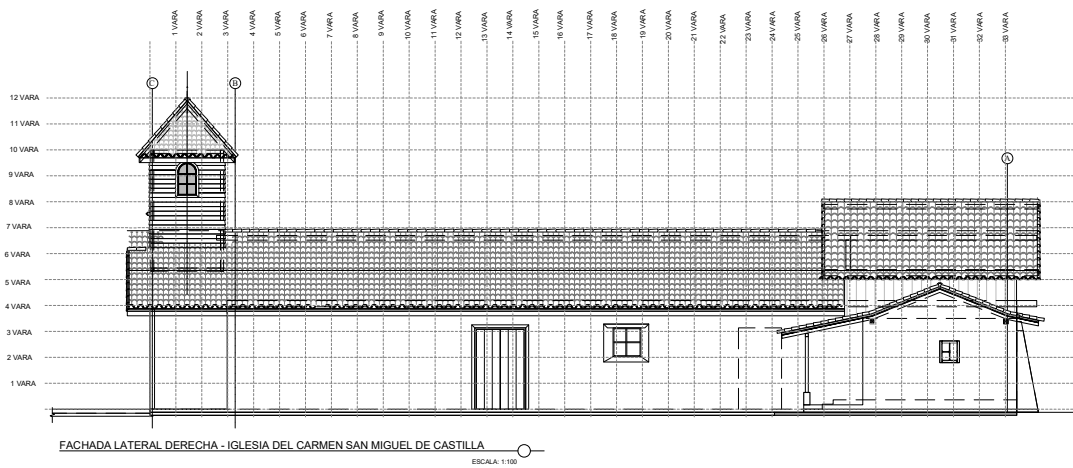 1 VARA
2 VARA
3 VARA
4 VARA
5 VARA
6 VARA
7 VARA
8 VARA
9 VARA
10 VARA
11 VARA
12 VARA
13 VARA
14 VARA
15 VARA
16 VARA
17 VARA
18 VARA
19 VARA
20 VARA
21 VARA
22 VARA
23 VARA
24 VARA
25 VARA
26 VARA
27 VARA
28 VARA
29 VARA
30 VARA
31 VARA
32 VARA
33 VARA
C
B
A
12 VARA
11 VARA
10 VARA
9 VARA
8 VARA
7 VARA
6 VARA
5 VARA
4 VARA
3 VARA
2 VARA
1 VARA
FACHADA LATERAL DERECHA - IGLESIA DEL CARMEN SAN MIGUEL DE CASTILLA
ESCALA: 1:100